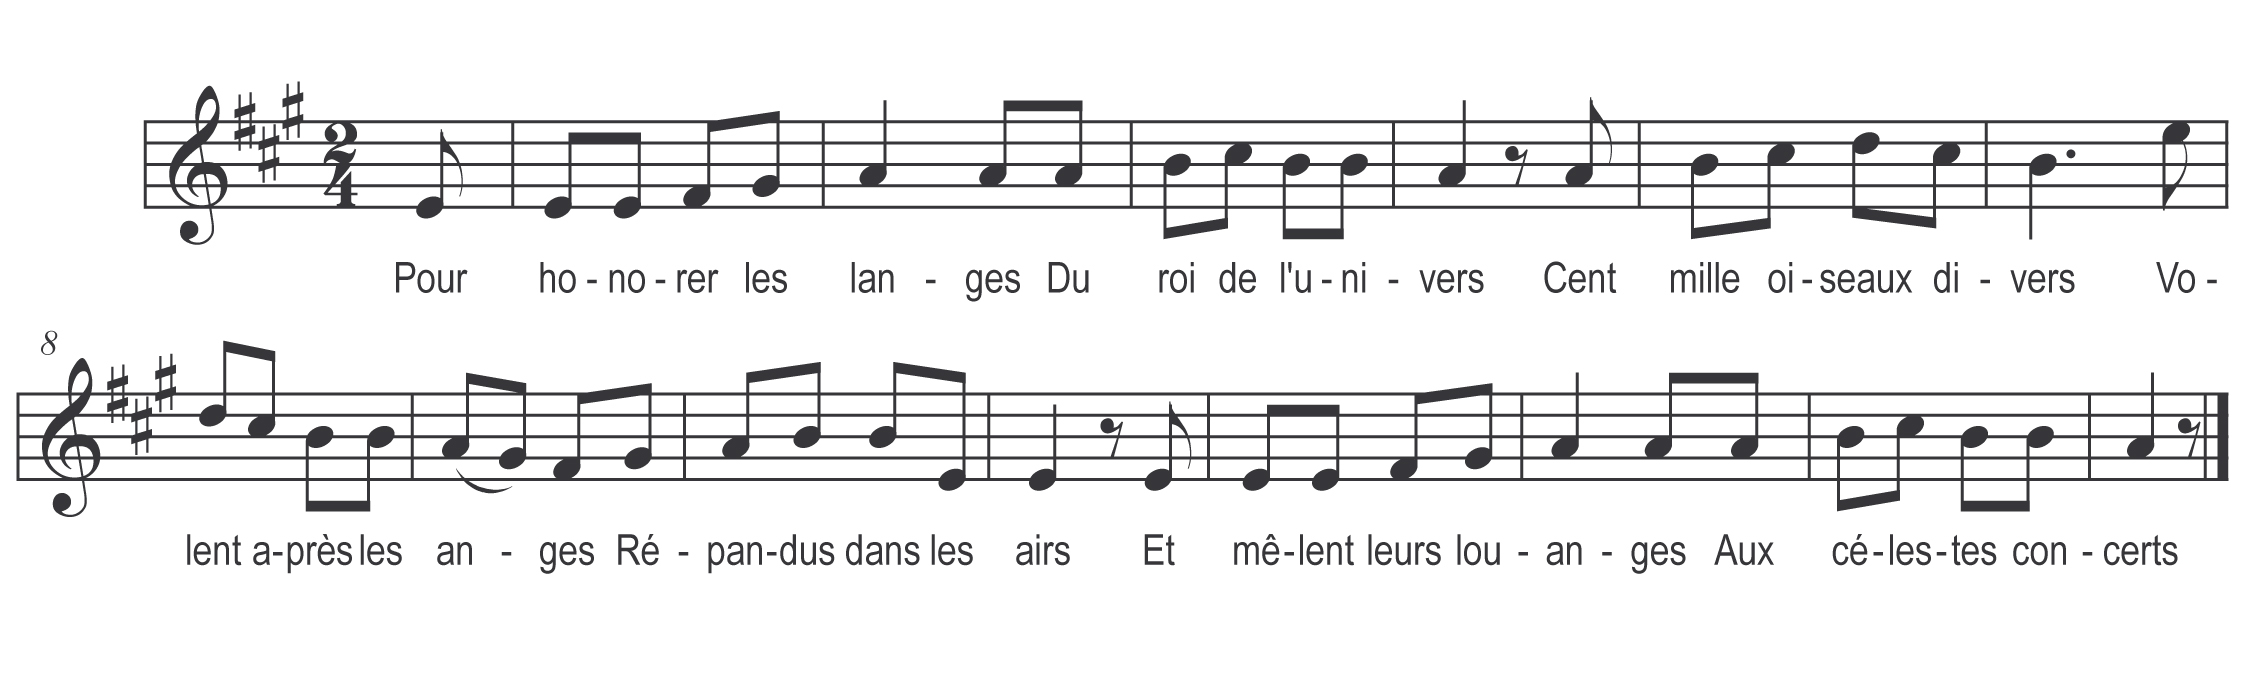 2
4
Pour ho - no - rer les lan - ges Du roi de l'u - ni - vers Cent mille oi - seaux di - vers Vo -
8
lent a-près les an - ges Ré - pan-dus dans les airs Et mê-lent leurs lou - an - ges Aux cé-les-tes con - certs